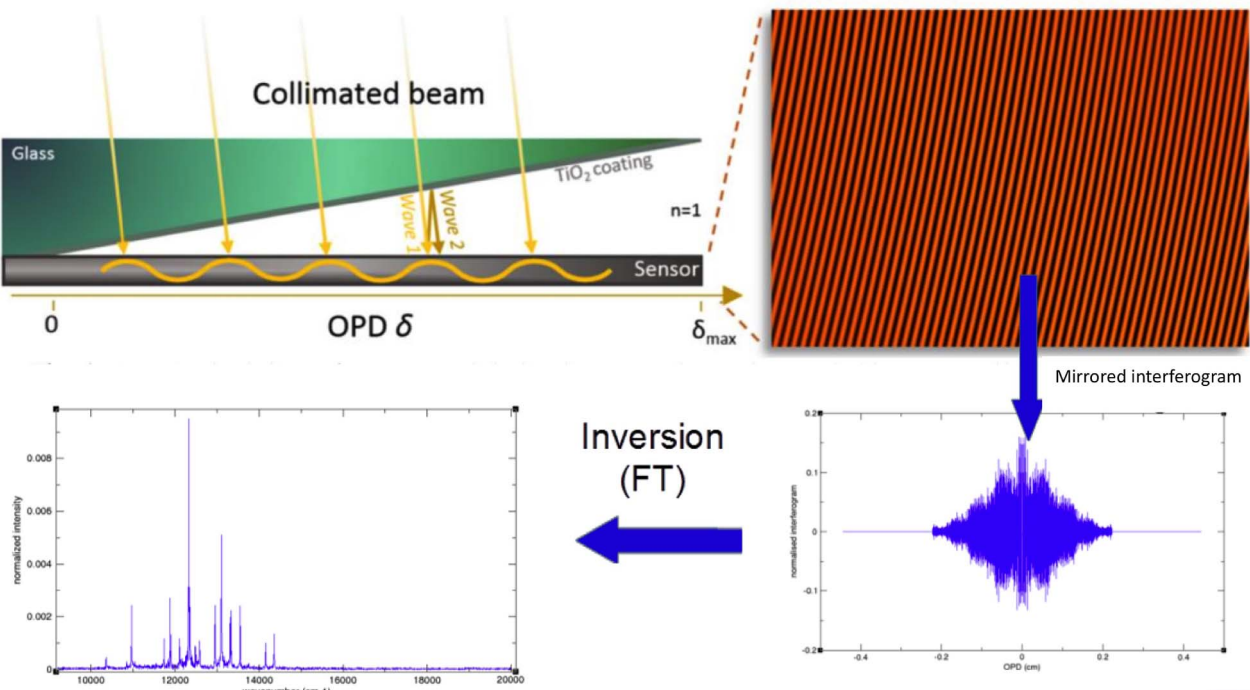 Collimated beam
Glass
TiO₂ coating
Wave 1
Wave 2
n=1
Sensor
0
OPD δ
δmax
Mirrored interferogram
Inversion
(FT)
normalized intensity
0.008
0.006
0.004
0.002
0
10000 12000 14000 16000 18000 20000
normalised interferogram
0.2
0.1
0
-0.1
-0.2
-0.4 -0.2 0 0.2 0.4
OPD (cm)